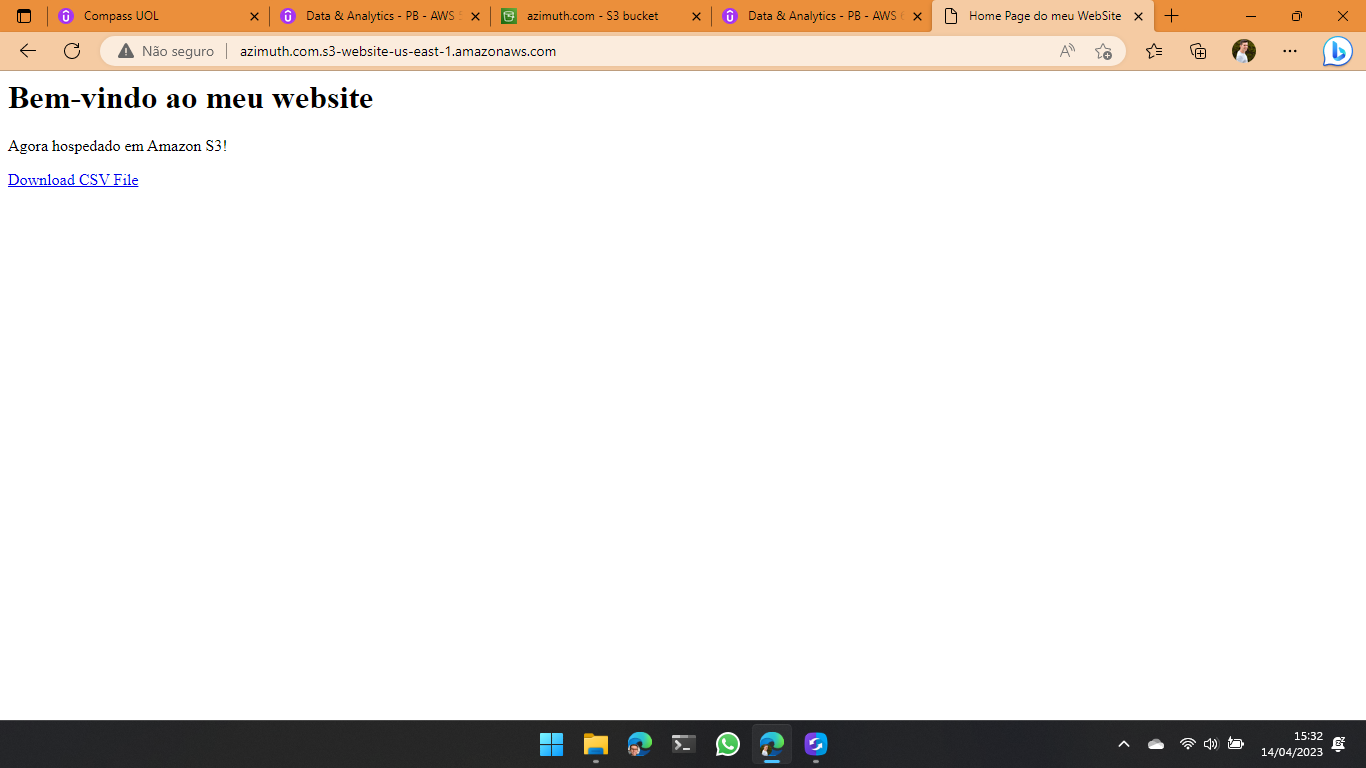 Compass UOL
Data & Analytics - PB - AWS
azimuth.com - S3 bucket
Data & Analytics - PB - AWS
Home Page do meu WebSite
Não seguro
azimuth.com.s3-website-us-east-1.amazonaws.com
Bem-vindo ao meu website
Agora hospedado em Amazon S3!
Download CSV File
15:32
14/04/2023